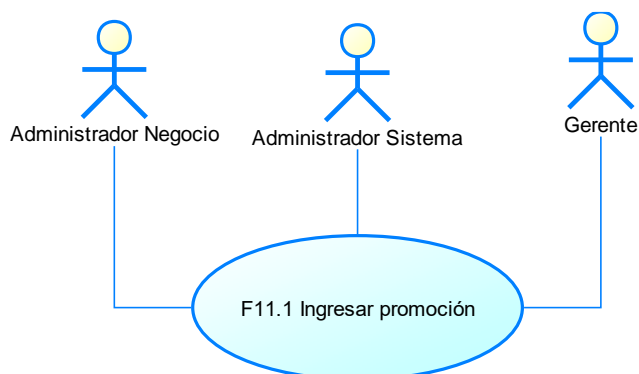 Administrador Negocio
Administrador Sistema
Gerente
F11.1 Ingresar promoción